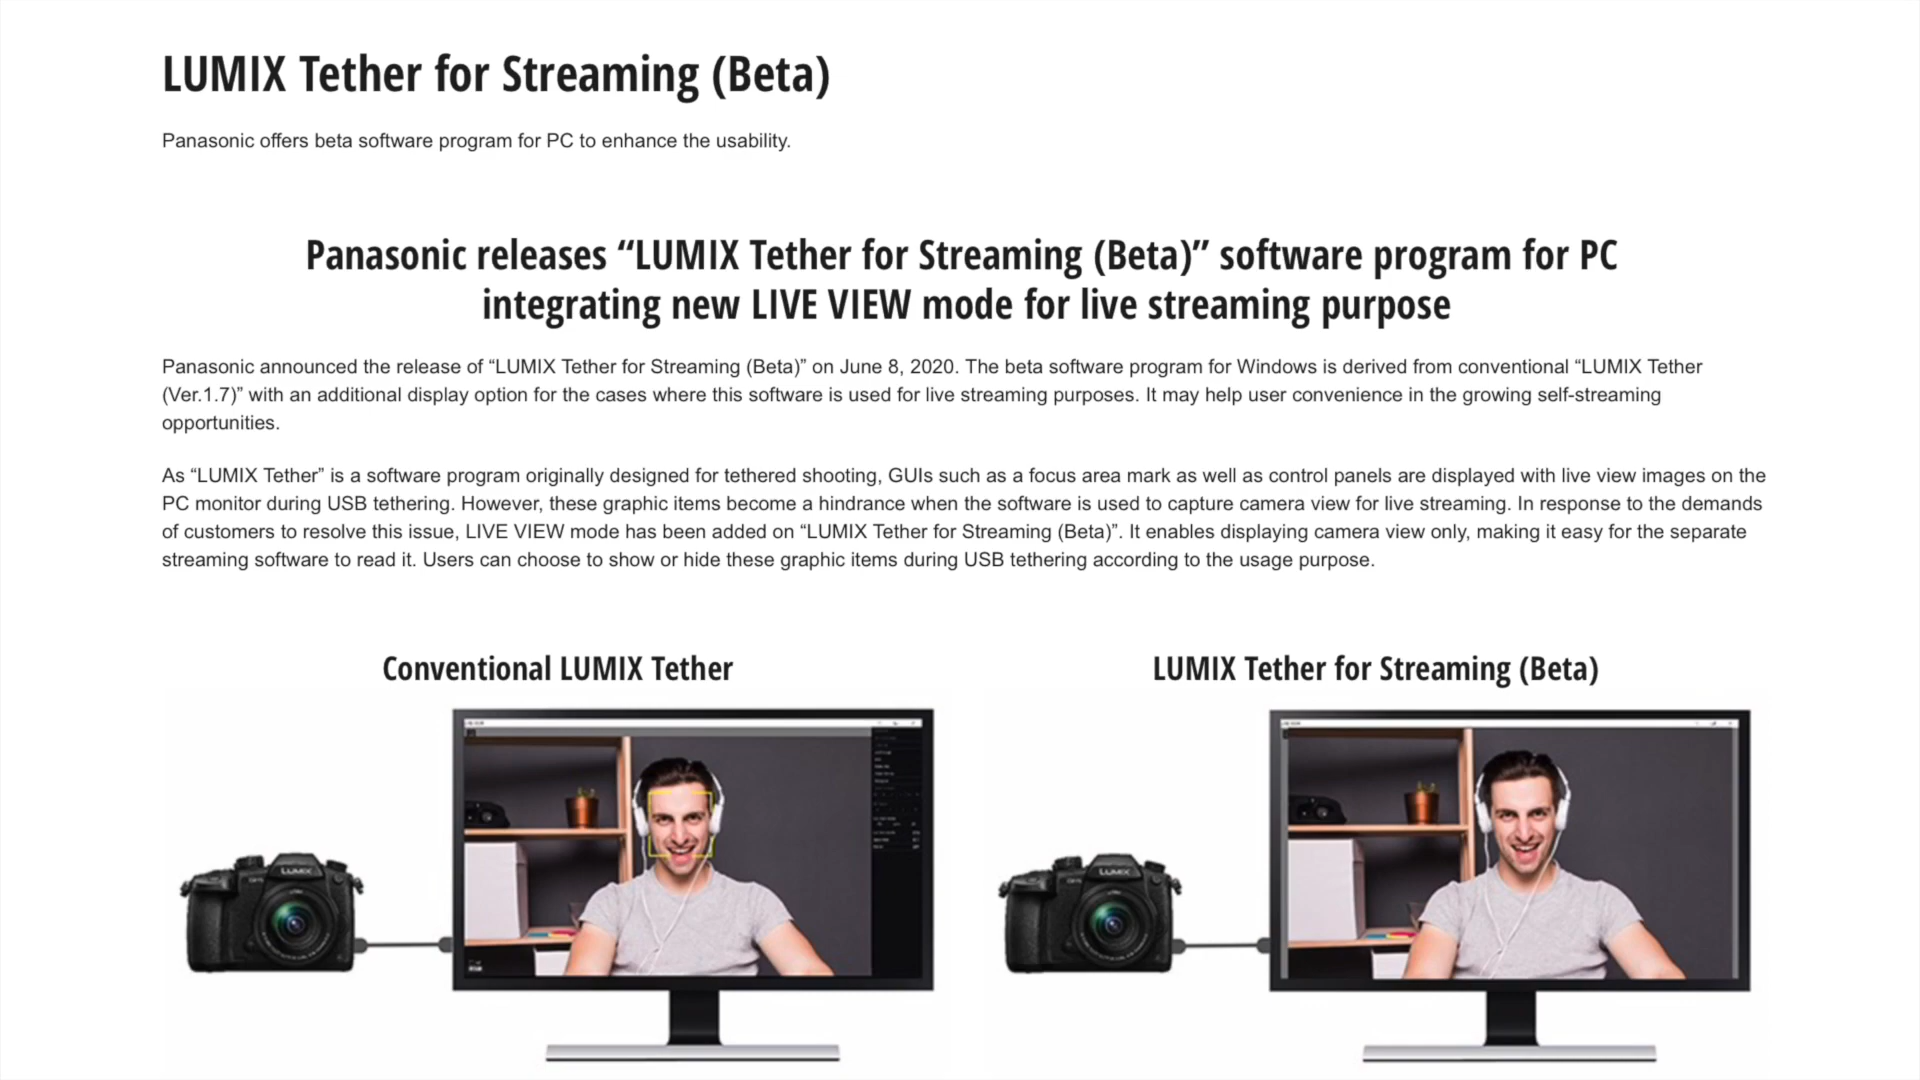 LUMIX Tether for Streaming (Beta)
Panasonic offers beta software program for PC to enhance the usability.
Panasonic releases “LUMIX Tether for Streaming (Beta)” software program for PC
integrating new LIVE VIEW mode for live streaming purpose
Panasonic announced the release of “LUMIX Tether for Streaming (Beta)” on June 8, 2020. The beta software program for Windows is derived from conventional “LUMIX Tether
(Ver.1.7)” with an additional display option for the cases where this software is used for live streaming purposes. It may help user convenience in the growing self-streaming
opportunities.
As “LUMIX Tether” is a software program originally designed for tethered shooting, GUIs such as a focus area mark as well as control panels are displayed with live view images on the
PC monitor during USB tethering. However, these graphic items become a hindrance when the software is used to capture camera view for live streaming. In response to the demands
of customers to resolve this issue, LIVE VIEW mode has been added on “LUMIX Tether for Streaming (Beta)”. It enables displaying camera view only, making it easy for the separate
streaming software to read it. Users can choose to show or hide these graphic items during USB tethering according to the usage purpose.
Conventional LUMIX Tether
LUMIX Tether for Streaming (Beta)
LUMIX
LUMIX